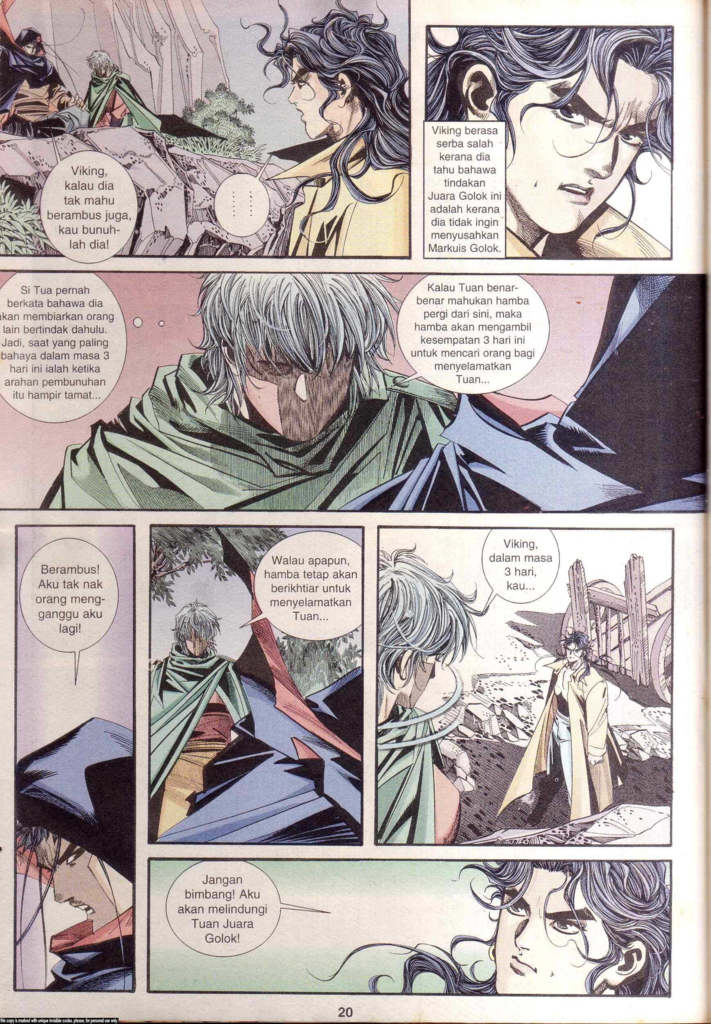 Viking,
kalau dia
tak mahu
berambus juga,
kau bunuh-
lah dia!
Viking berasa
serba salah
kerana dia
tahu bahawa
tindakan
Juara Golok ini
adalah kerana
dia tidak ingin
menyusahkan
Markuis Golok.
Si Tua pernah
berkata bahawa dia
akan membiarkan orang
lain bertindak dahulu.
Jadi, saat yang paling
bahaya dalam masa 3
hari ini ialah ketika
arahan pembunuhan
itu hampir tamat...
Kalau Tuan benar-
benar mahukan hamba
pergi dari sini, maka
hamba akan mengambil
kesempatan 3 hari ini
untuk mencari orang bagi
menyelamatkan
Tuan...
Berambus!
Aku tak nak
orang meng-
ganggu aku
lagi!
Walau apapun,
hamba tetap akan
berikhtiar untuk
menyelamatkan
Tuan...
Viking,
dalam masa
3 hari,
kau...
Jangan
bimbang! Aku
akan melindungi
Tuan Juara
Golok!
20